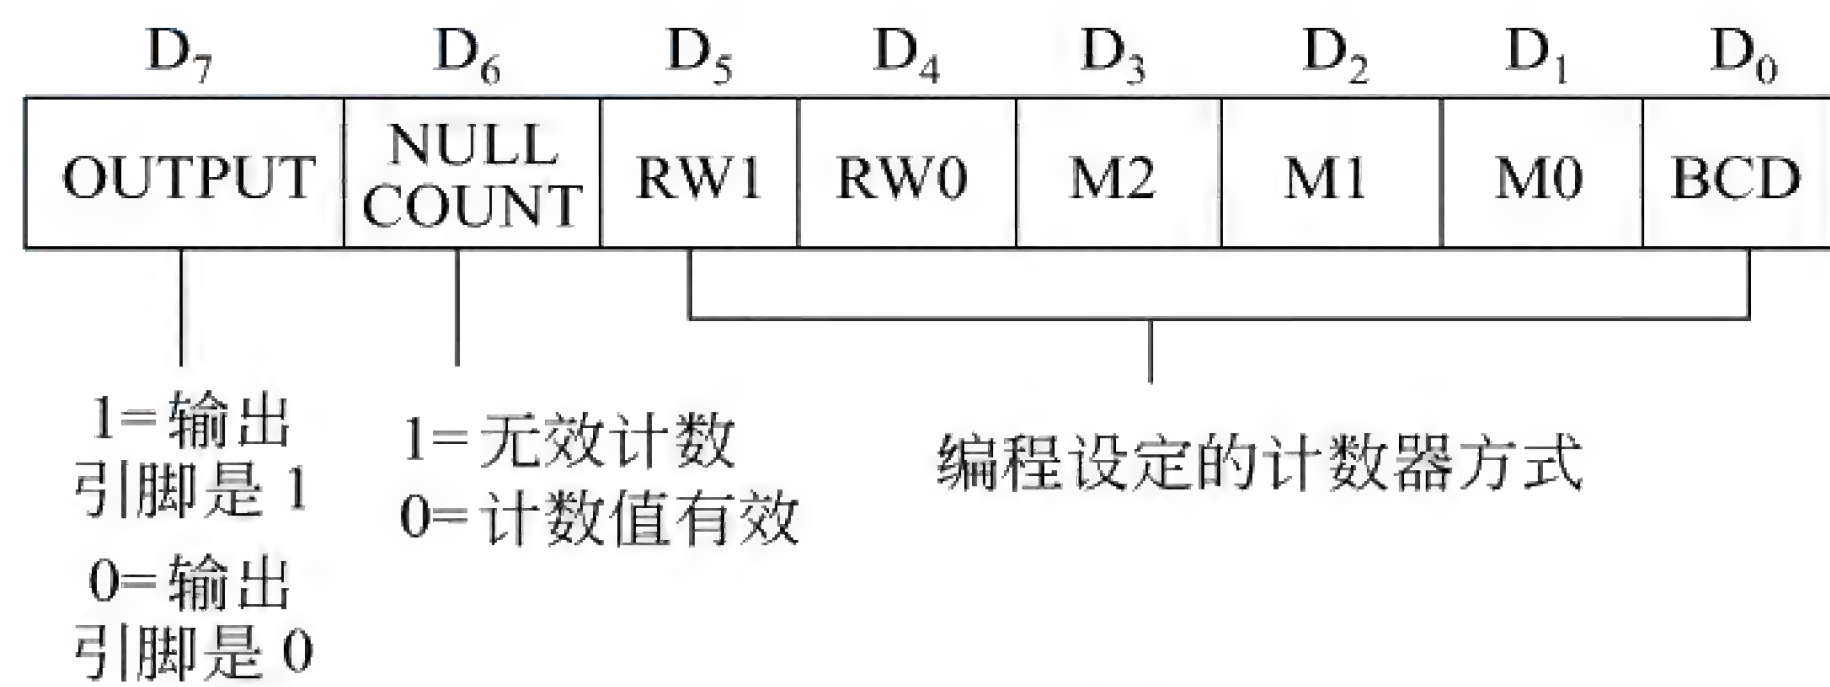 D7 D6 D5 D4 D3 D2 D1 D0
OUTPUT NULL COUNT RW1 RW0 M2 M1 M0 BCD
1=输出
引脚是 1
0=输出
引脚是 0
1=无效计数
0=计数值有效
编程设定的计数器方式